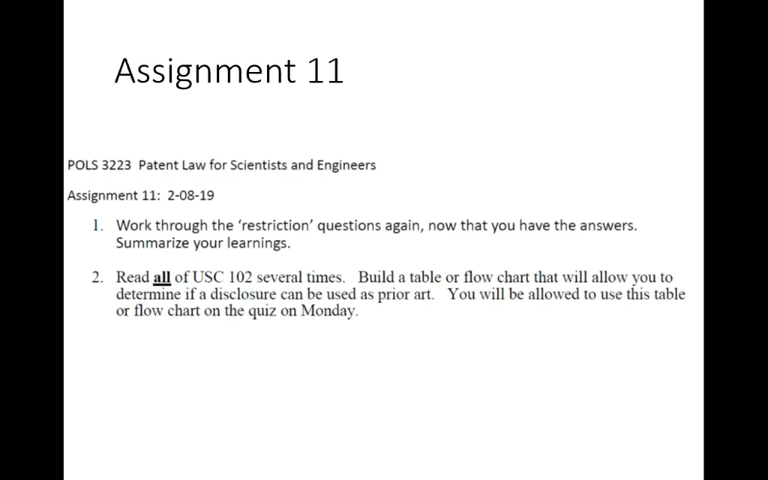 Assignment 11
POLS 3223 Patent Law for Scientists and Engineers
Assignment 11: 2-08-19
1. Work through the ‘restriction’ questions again, now that you have the answers.
Summarize your learnings.
2. Read all of USC 102 several times. Build a table or flow chart that will allow you to
determine if a disclosure can be used as prior art. You will be allowed to use this table
or flow chart on the quiz on Monday.